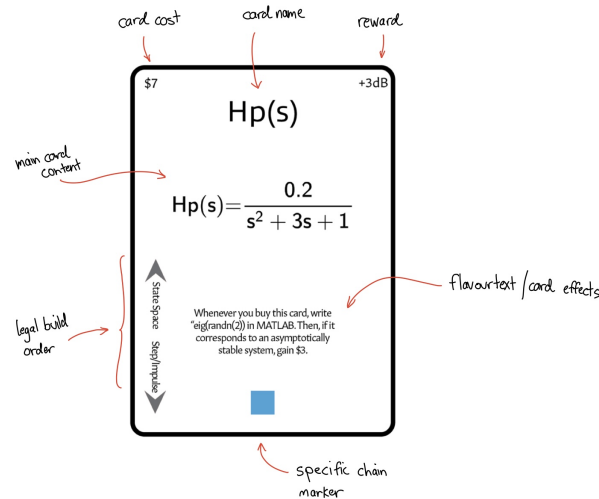 card cost
card name
reward
$7
+3dB
Hp(s)
main card
content
Hp(s)= 0.2 / s² + 3s + 1
State Space
Step/Impulse
Whenever you buy this card, write
"eig(randn(2)) in MATLAB. Then, if it
corresponds to an asymptotically
stable system, gain $3.
flavourtext/card effects
legal build
order
specific chain
marker